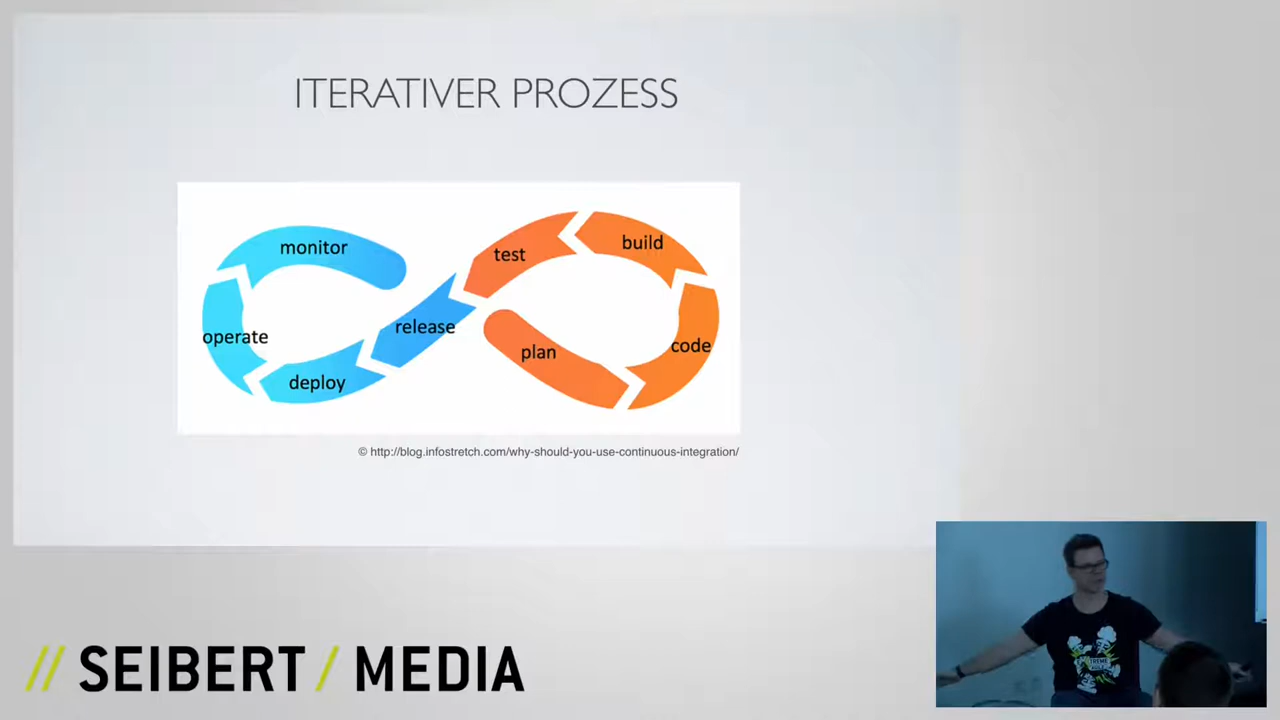 ITERATIVER PROZESS
monitor
test
build
operate
release
plan
code
deploy
© http://blog.infostretch.com/why-should-you-use-continuous-integration/
// SEIBERT / MEDIA